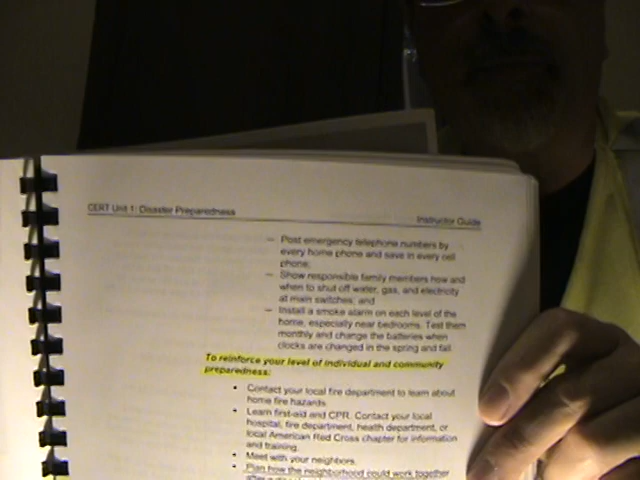 CERT Unit 1: Disaster Preparedness
Instructor Guide
– Post emergency telephone numbers by
every home phone and save in every cell
phone;
– Show responsible family members how and
when to shut off water, gas, and electricity
at main switches; and
– Install a smoke alarm on each level of the
home, especially near bedrooms. Test them
monthly and change the batteries when
clocks are changed in the spring and fall.
To reinforce your level of individual and community
preparedness:
• Contact your local fire department to learn about
home fire hazards.
• Learn first-aid and CPR. Contact your local
hospital, fire department, health department, or
local American Red Cross chapter for information
and training.
• Meet with your neighbors.
• Plan how the neighborhood could work together